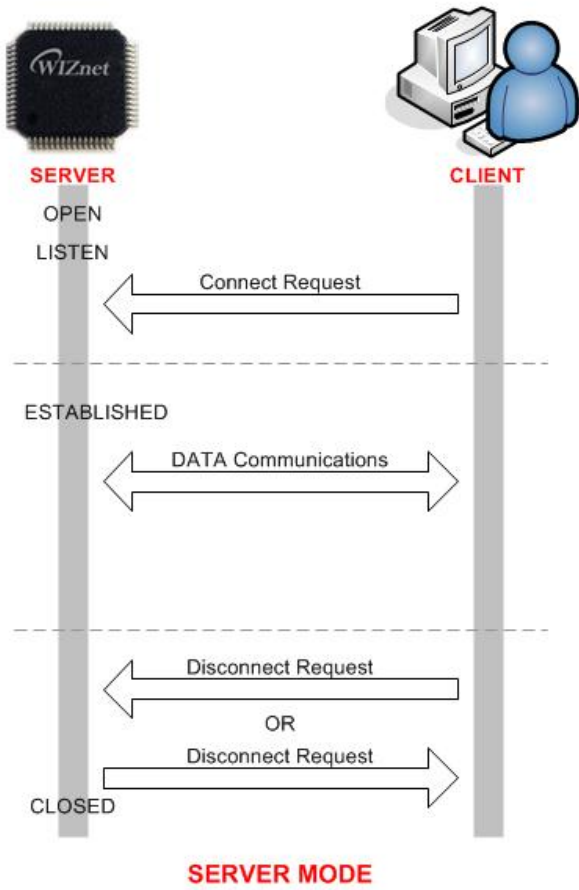 WIZnet
SERVER
CLIENT
OPEN
LISTEN
Connect Request
ESTABLISHED
DATA Communications
Disconnect Request
OR
Disconnect Request
CLOSED
SERVER MODE